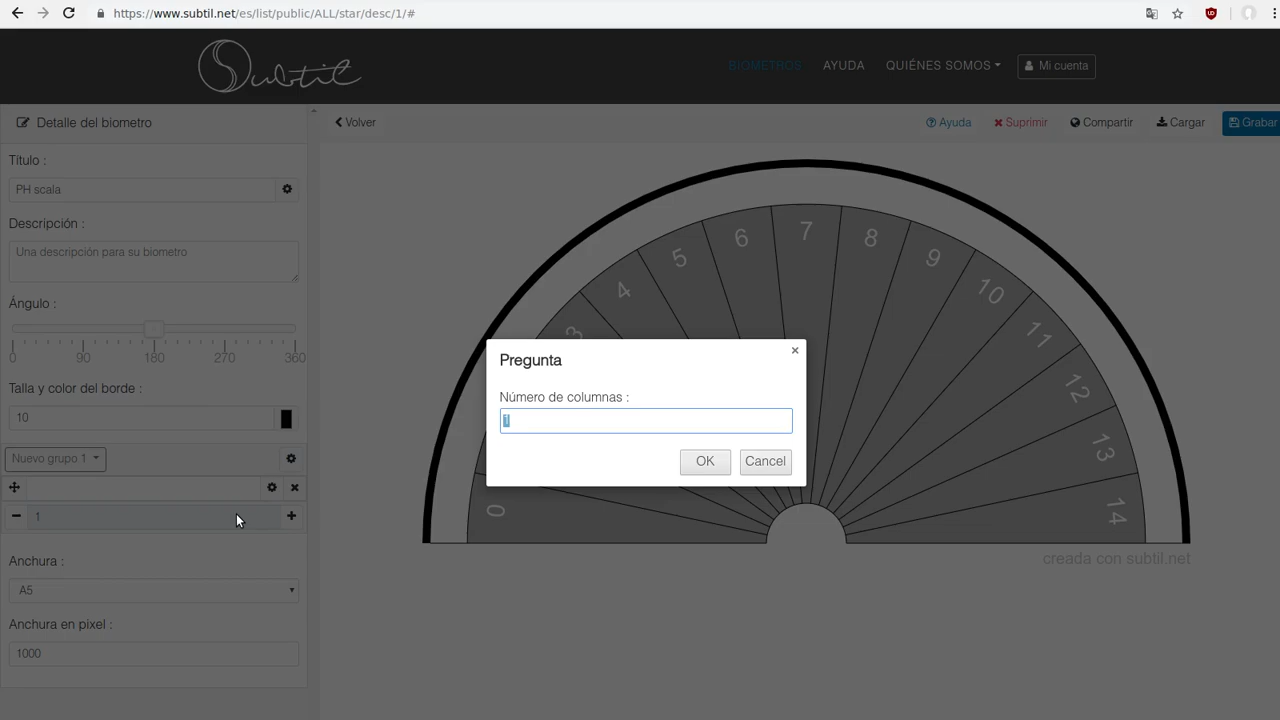 https://www.subtil.net/es/list/public/ALL/star/desc/1/#
Subtil
BIOMETROS
AYUDA
QUIÉNES SOMOS
Mi cuenta
Detalle del biometro
Volver
Ayuda
Suprimir
Compartir
Cargar
Grabar
Título :
PH scala
Descripción :
Una descripción para su biometro
Ángulo :
0 90 180 270 360
Talla y color del borde :
10
Nuevo grupo 1
1
Anchura :
A5
Anchura en pixel :
1000
0
3
4
5
6
7
8
9
10
11
12
13
14
creada con subtil.net
Pregunta
×
Número de columnas :
1
OK
Cancel